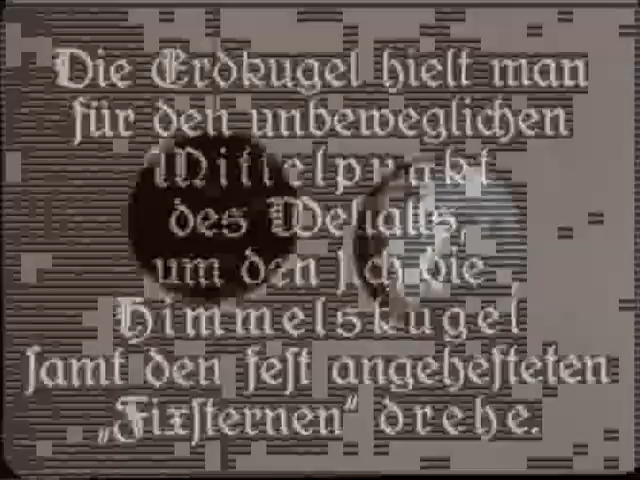 Die Erdkugel hielt man
für den unbeweglichen
Mittelpunkt
des Weltalls,
um den sich die
Himmelskugel
samt den fest angehefteten
„Fixsternen“ drehe.